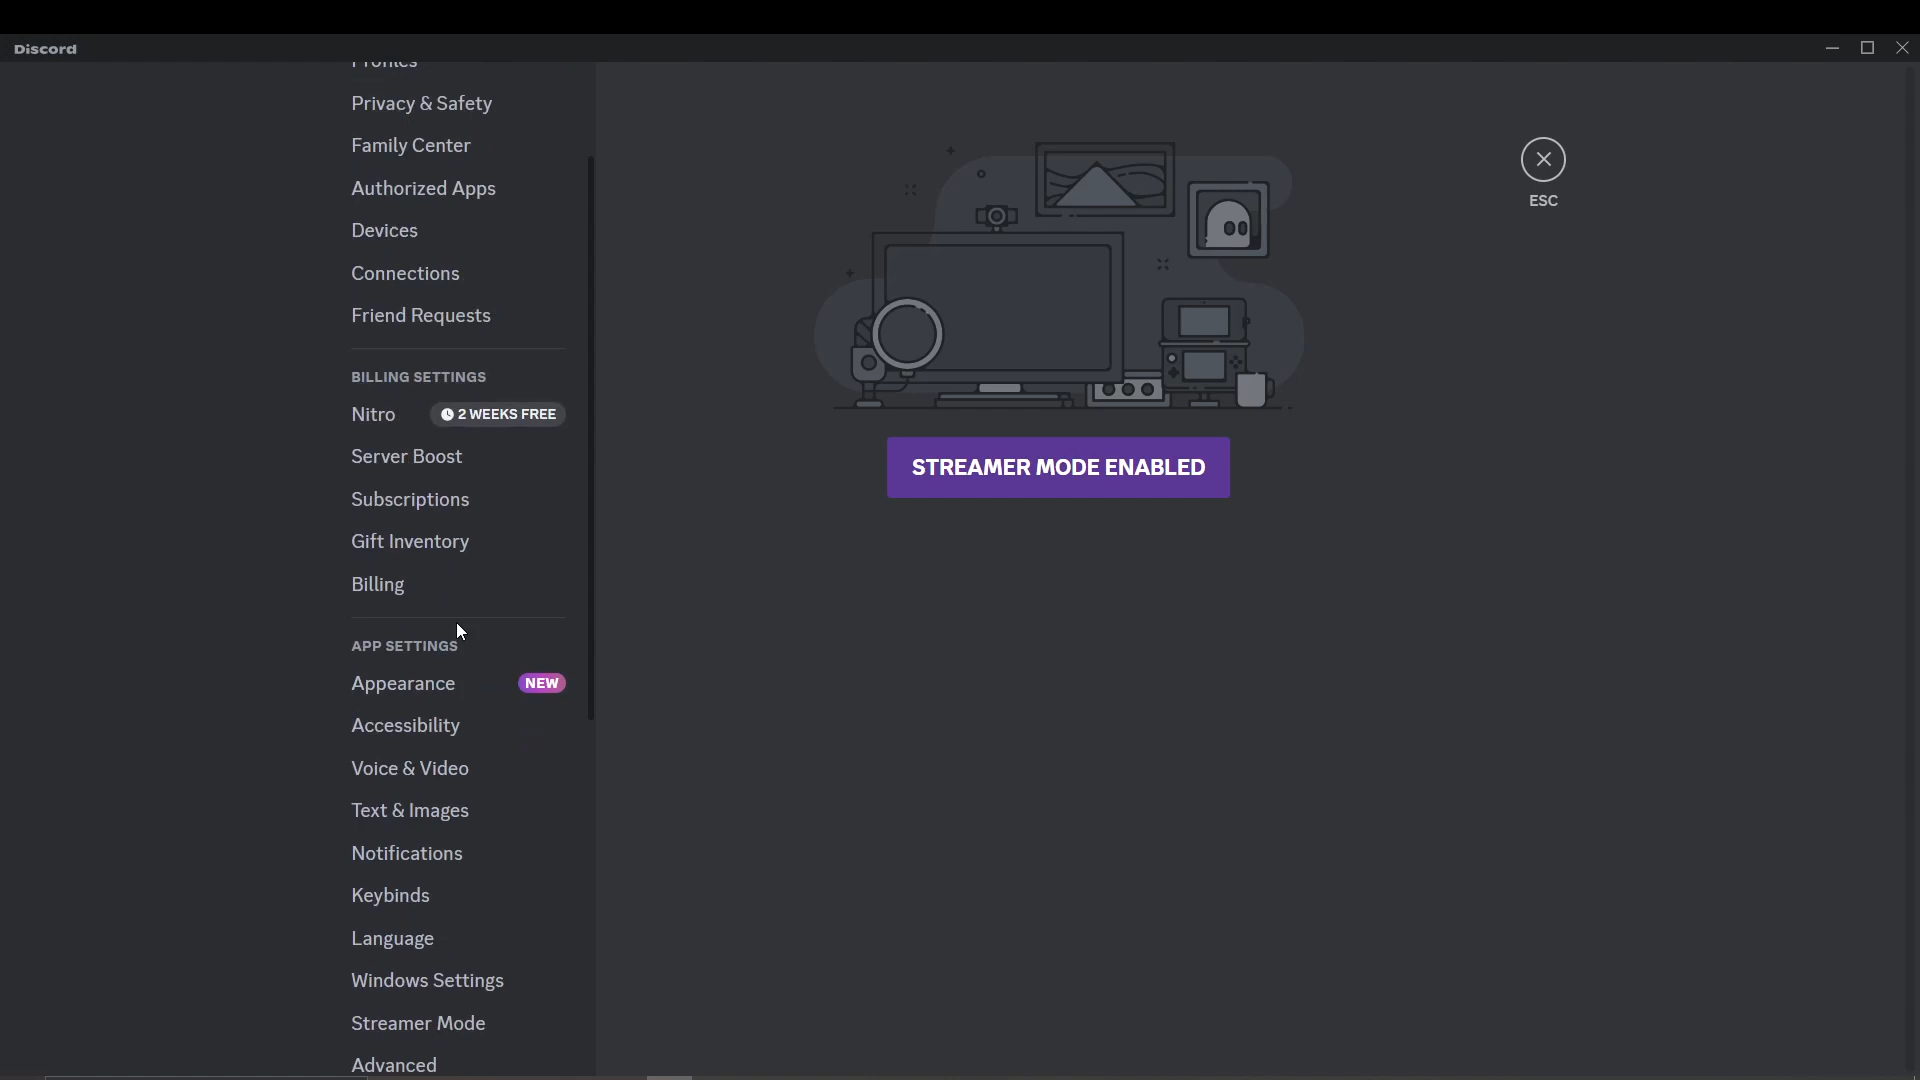 Discord
Profiles
Privacy & Safety
Family Center
Authorized Apps
Devices
Connections
Friend Requests
BILLING SETTINGS
Nitro 2 WEEKS FREE
Server Boost
Subscriptions
Gift Inventory
Billing
APP SETTINGS
Appearance NEW
Accessibility
Voice & Video
Text & Images
Notifications
Keybinds
Language
Windows Settings
Streamer Mode
Advanced
STREAMER MODE ENABLED
ESC